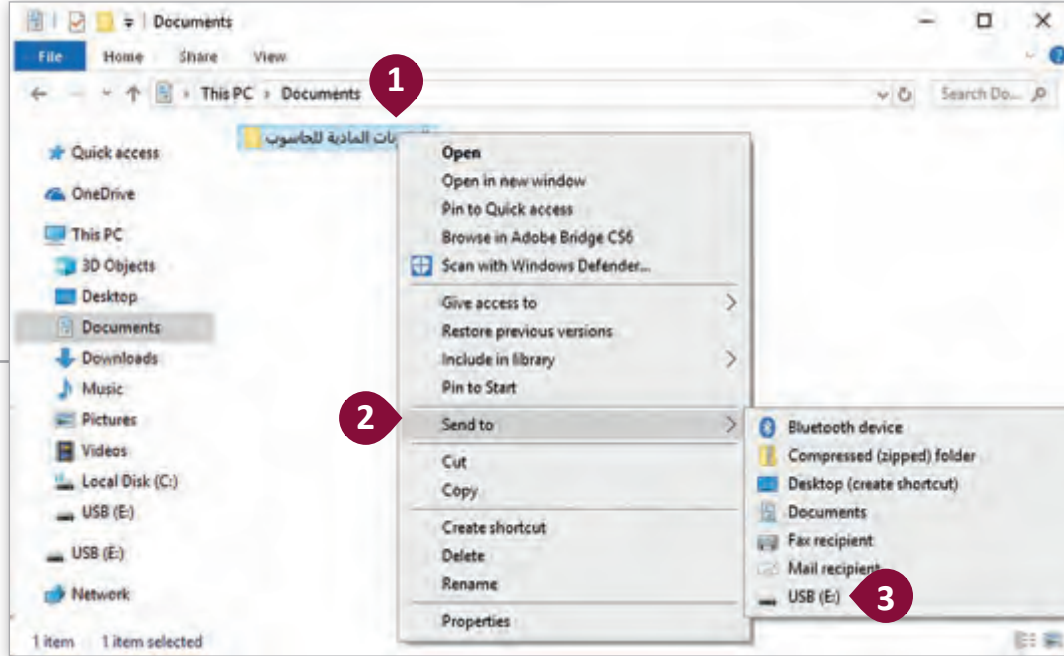 Documents
File Home Share View
This PC Documents
Search Do...
1
Quick access
OneDrive
This PC
3D Objects
Desktop
Documents
Downloads
Music
Pictures
Videos
Local Disk (C:)
USB (E:)
USB (E:)
Network
المادية للحاسوب
Open
Open in new window
Pin to Quick access
Browse in Adobe Bridge CS6
Scan with Windows Defender...
Give access to
Restore previous versions
Include in library
Pin to Start
2
Send to
Cut
Copy
Create shortcut
Delete
Rename
Properties
Bluetooth device
Compressed (zipped) folder
Desktop (create shortcut)
Documents
Fax recipient
Mail recipient
USB (E:)
3
1 item 1 item selected